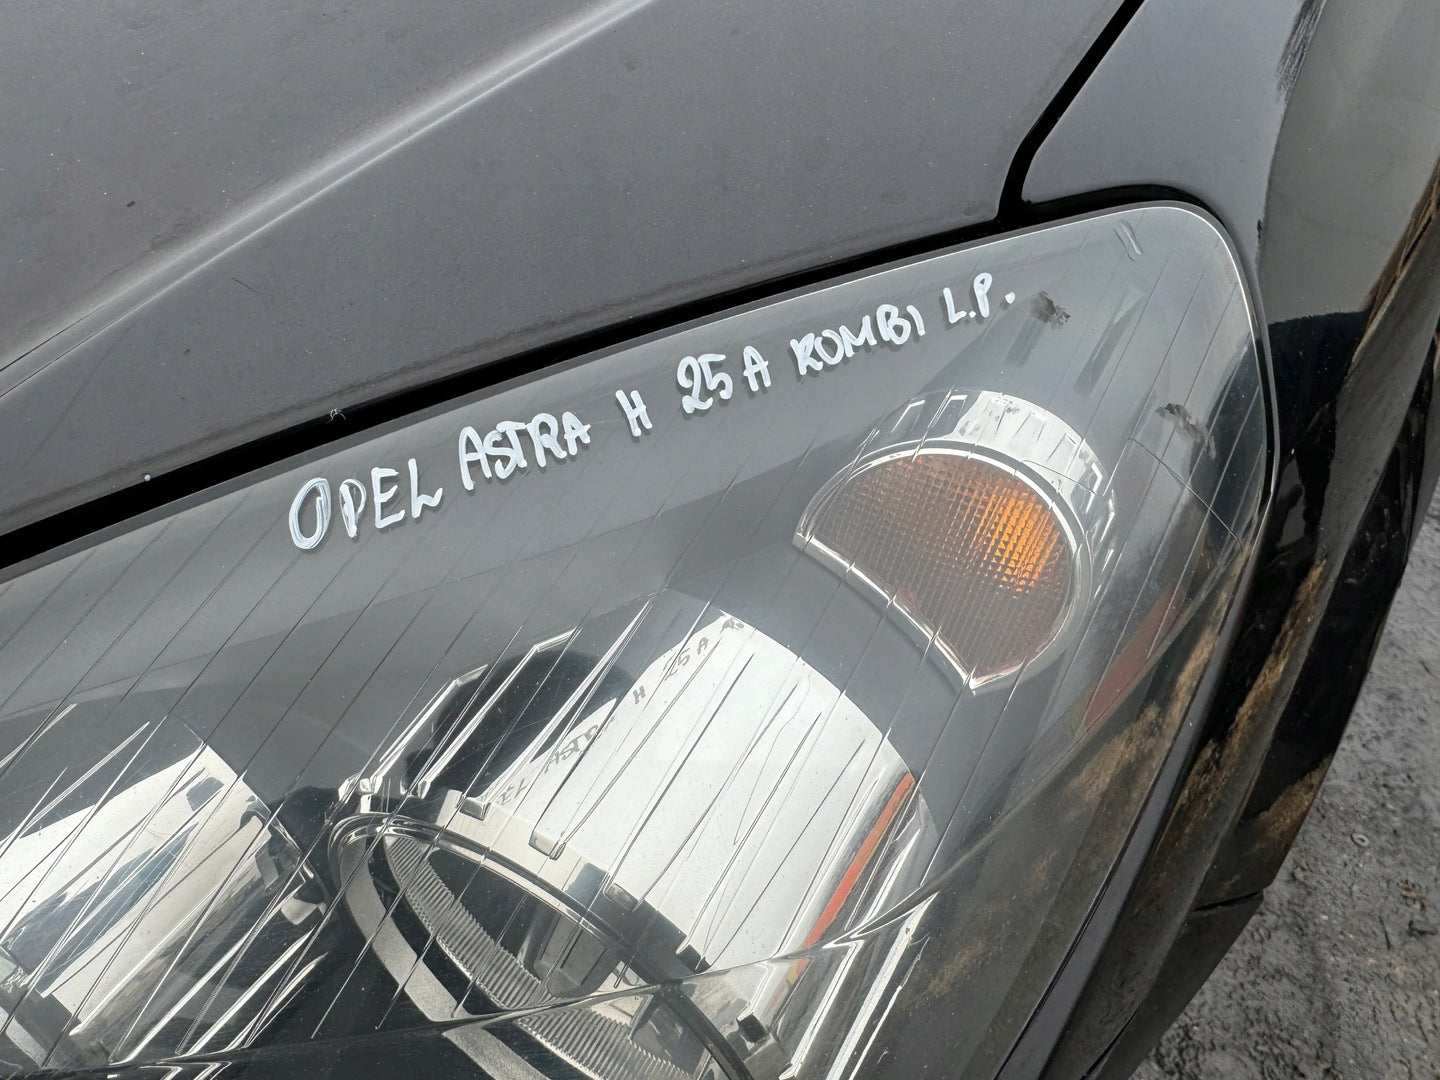 OPEL ASTRA H 25A KOMBI L.P.